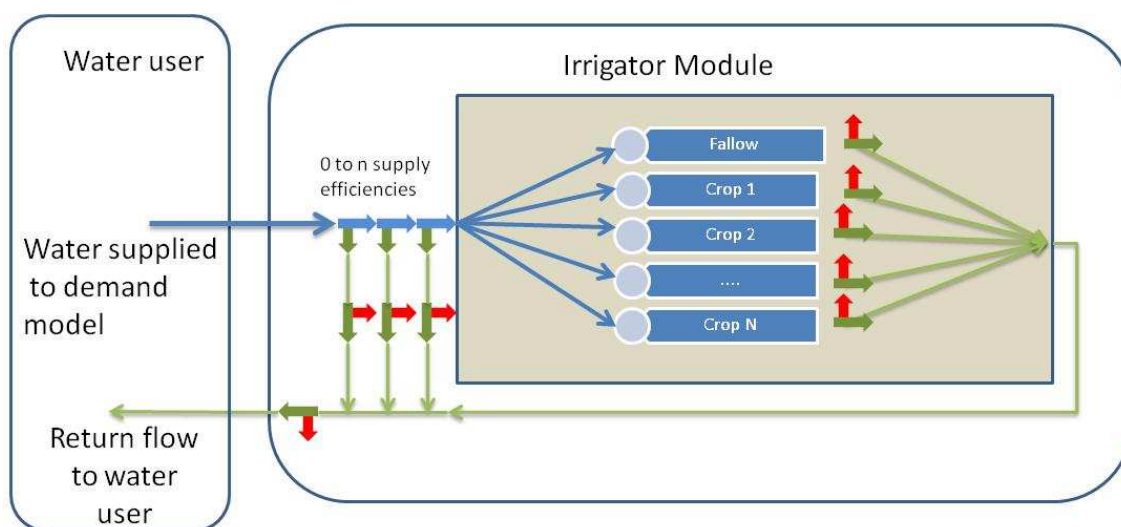 Water user
Irrigator Module
0 to n supply
efficiencies
Fallow
Crop 1
Crop 2
....
Crop N
Water supplied
to demand
model
Return flow
to water
user